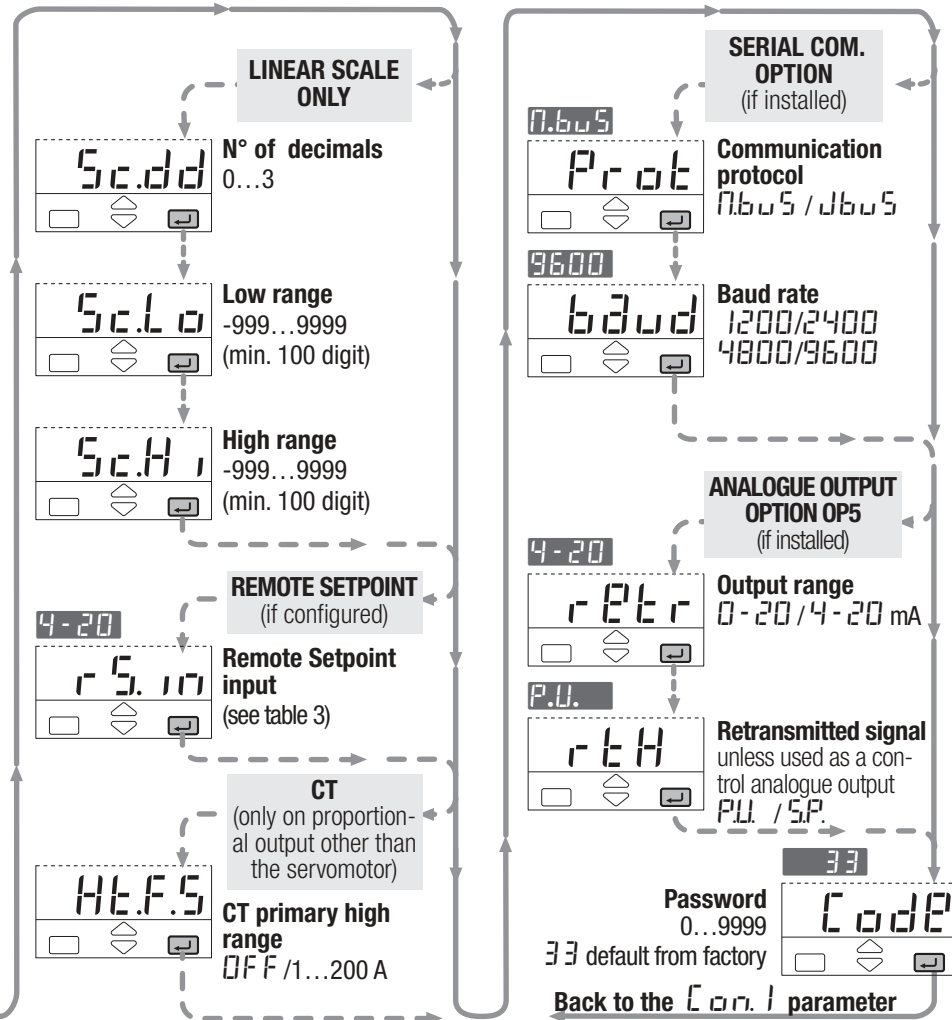 LINEAR SCALE
ONLY
Sc.dd
N° of decimals
0...3
Sc.Lo
Low range
-999...9999
(min. 100 digit)
Sc.Hi
High range
-999...9999
(min. 100 digit)
REMOTE SETPOINT
(if configured)
4-20
rS.in
Remote Setpoint
input
(see table 3)
CT
(only on proportion-
al output other than
the servomotor)
Ht.F.S
CT primary high
range
OFF /1...200 A
SERIAL COM.
OPTION
(if installed)
M.buS
Prot
Communication
protocol
M.buS / JbuS
9600
baud
Baud rate
1200/2400
4800/9600
ANALOGUE OUTPUT
OPTION OP5
(if installed)
4-20
rEtr
Output range
0-20 / 4-20 mA
P.U.
rtH
Retransmitted signal
unless used as a con-
trol analogue output
P.U. / S.P.
33
CodE
Password
0...9999
33 default from factory
Back to the Con.1 parameter